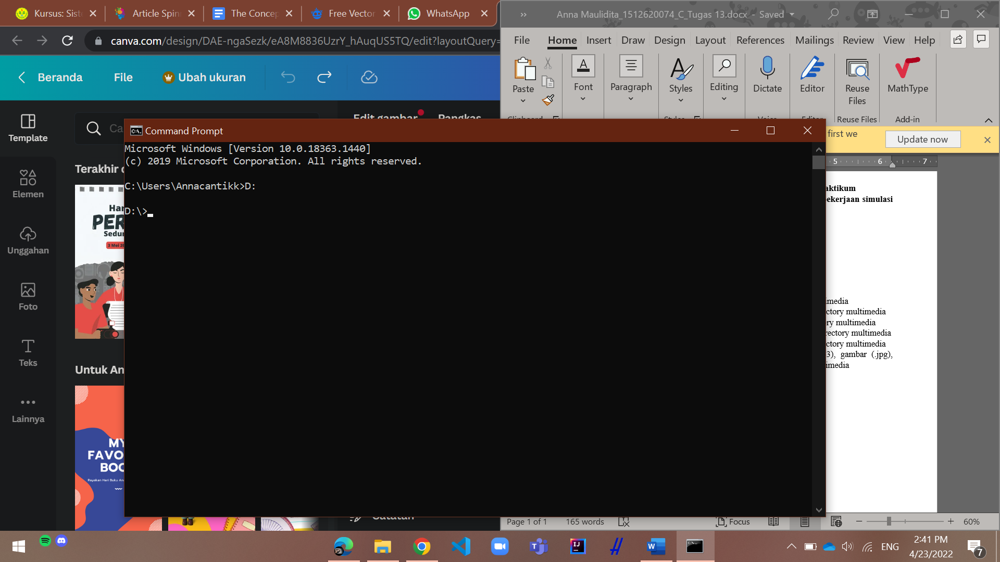 Kursus: Sist
Article Spin
The Concep
Free Vector
WhatsApp
canva.com/design/DAE-ngaSezk/eA8M8836UzrY_hAuqUS5TQ/edit?layoutQuery=
Beranda
File
Ubah ukuran
Template
Elemen
Unggahan
Foto
Teks
Lainnya
Ca
Edit gambar
Pangkas
Terakhir d
Har
PER
Sedun
3 Mei 20
Untuk An
MY
FAVO
BOO
Rayakan Hari Buku An
Catatan
Anna Maulidita_1512620074_C_Tugas 13.docx - Saved
File Home Insert Draw Design Layout References Mailings Review View Help
Paste
Font
Paragraph
Styles
Editing
Dictate
Editor
Reuse
Files
MathType
Clipboard
Styles
Voice
Editor
Reuse Files
Add-in
first we
Update now
5 6 7
Command Prompt
Microsoft Windows [Version 10.0.18363.1440]
(c) 2019 Microsoft Corporation. All rights reserved.
C:\Users\Annacantikk>D:
D:\>
aktikum
pekerjaan simulasi
imedia
ctory multimedia
ry multimedia
rectory multimedia
ctory multimedia
3), gambar (.jpg),
imedia
Page 1 of 1
165 words
Focus
60%
IJ
T
W
ENG
2:41 PM
4/23/2022
7